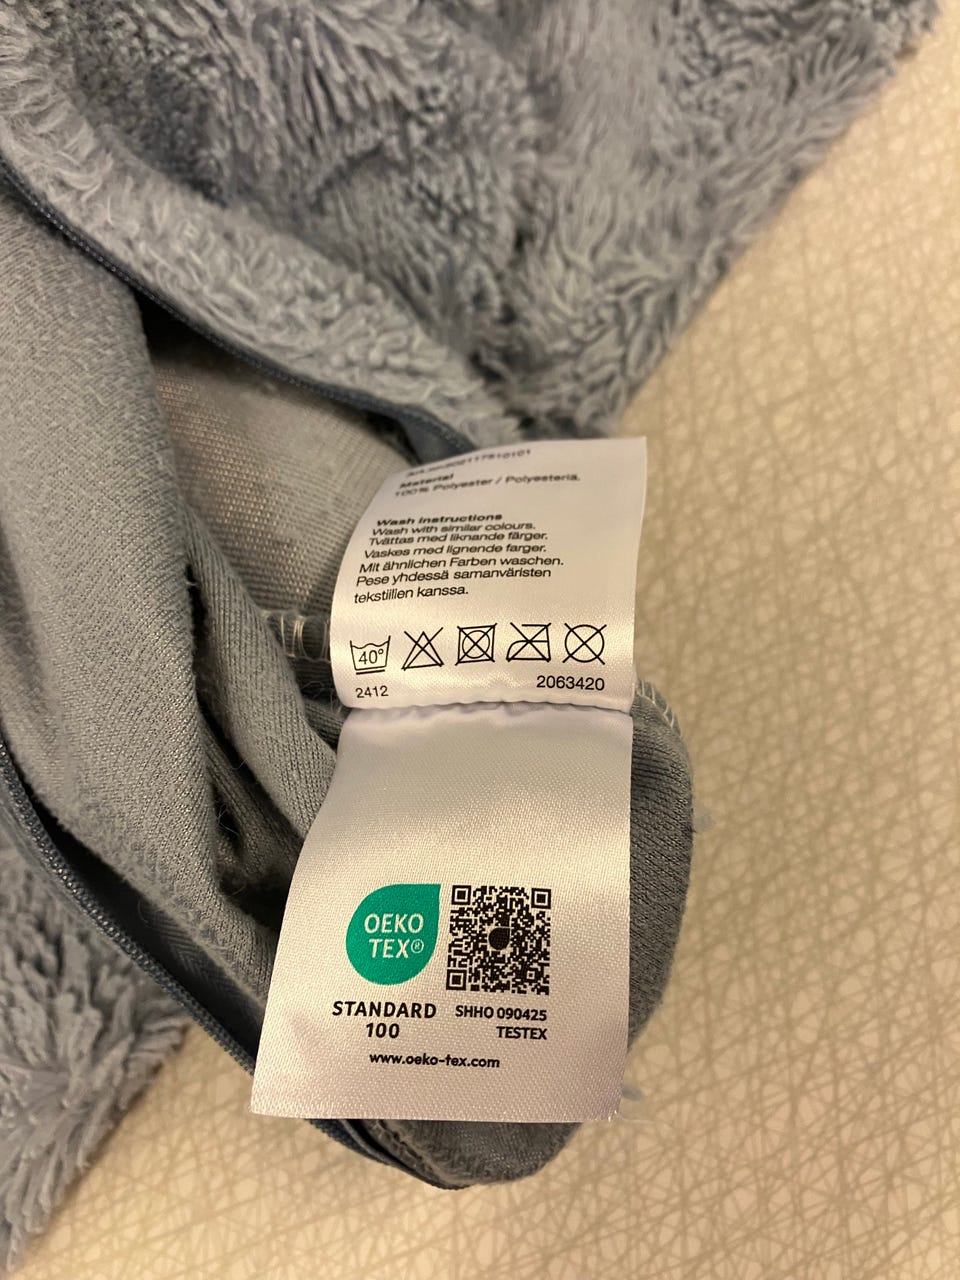 Material
100% Polyester / Polyesteriä.
Wash instructions
Wash with similar colours.
Tvättas med liknande färger.
Vaskes med lignende farger.
Mit ähnlichen Farben waschen.
Pese yhdessä samanväristen
tekstiilien kanssa.
40°
2412 2063420
OEKO
TEX®
STANDARD
100
SHHO 090425
TESTEX
www.oeko-tex.com